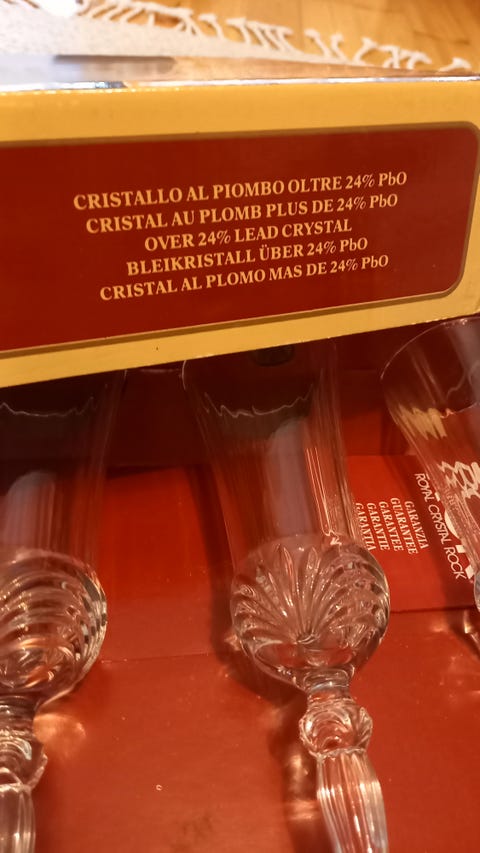 CRISTALLO AL PIOMBO OLTRE 24% PbO
CRISTAL AU PLOMB PLUS DE 24% PbO
OVER 24% LEAD CRYSTAL
BLEIKRISTALL ÜBER 24% PbO
CRISTAL AL PLOMO MAS DE 24% PbO
ROYAL CRYSTAL ROCK
GARANZIA
GUARANTEE
GARANTIE
GARANTIA